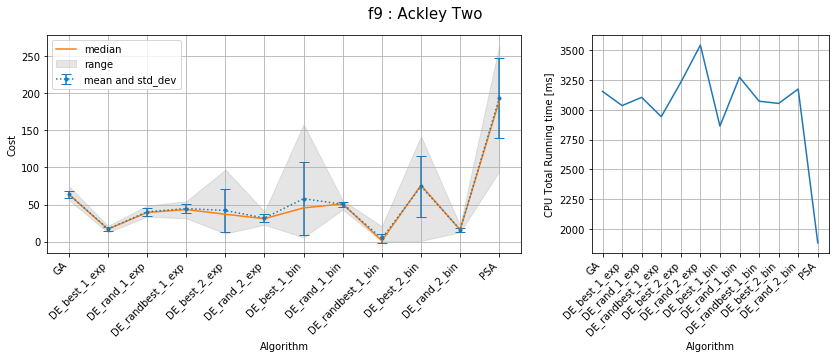 f9 : Ackley Two
median
range
mean and std_dev
Cost
250
200
150
100
50
0
GA
DE_best_1_exp
DE_rand_1_exp
DE_randbest_1_exp
DE_best_2_exp
DE_rand_2_exp
DE_best_1_bin
DE_rand_1_bin
DE_randbest_1_bin
DE_best_2_bin
DE_rand_2_bin
PSA
Algorithm
CPU Total Running time [ms]
3500
3250
3000
2750
2500
2250
2000
GA
DE_best_1_exp
DE_rand_1_exp
DE_randbest_1_exp
DE_best_2_exp
DE_rand_2_exp
DE_best_1_bin
DE_rand_1_bin
DE_randbest_1_bin
DE_best_2_bin
DE_rand_2_bin
PSA
Algorithm